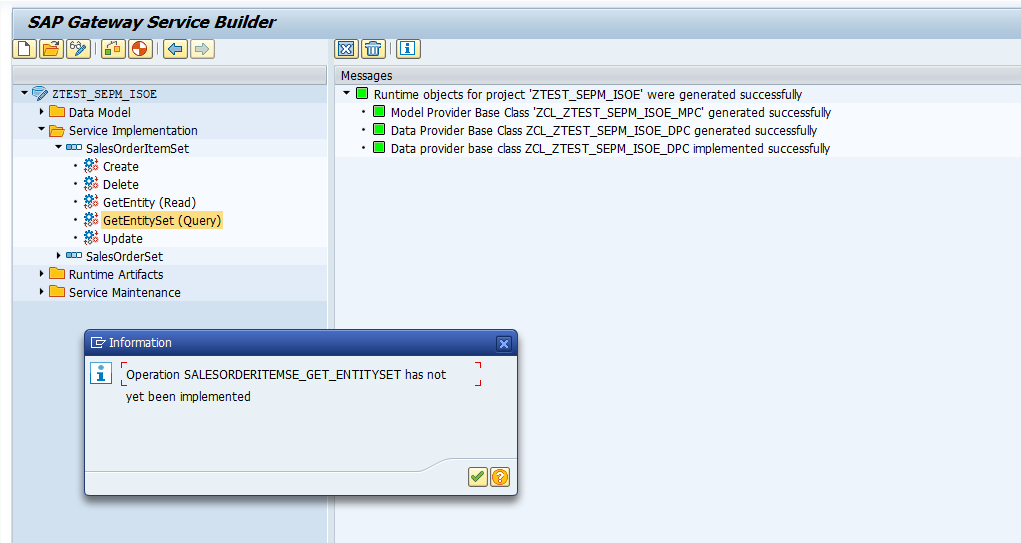 SAP Gateway Service Builder
Messages
ZTEST_SEPM_ISOE
Data Model
Service Implementation
SalesOrderItemSet
Create
Delete
GetEntity (Read)
GetEntitySet (Query)
Update
SalesOrderSet
Runtime Artifacts
Service Maintenance
Runtime objects for project 'ZTEST_SEPM_ISOE' were generated successfully
Model Provider Base Class 'ZCL_ZTEST_SEPM_ISOE_MPC' generated successfully
Data Provider Base Class ZCL_ZTEST_SEPM_ISOE_DPC generated successfully
Data provider base class ZCL_ZTEST_SEPM_ISOE_DPC implemented successfully
Information
Operation SALESORDERITEMSE_GET_ENTITYSET has not
yet been implemented